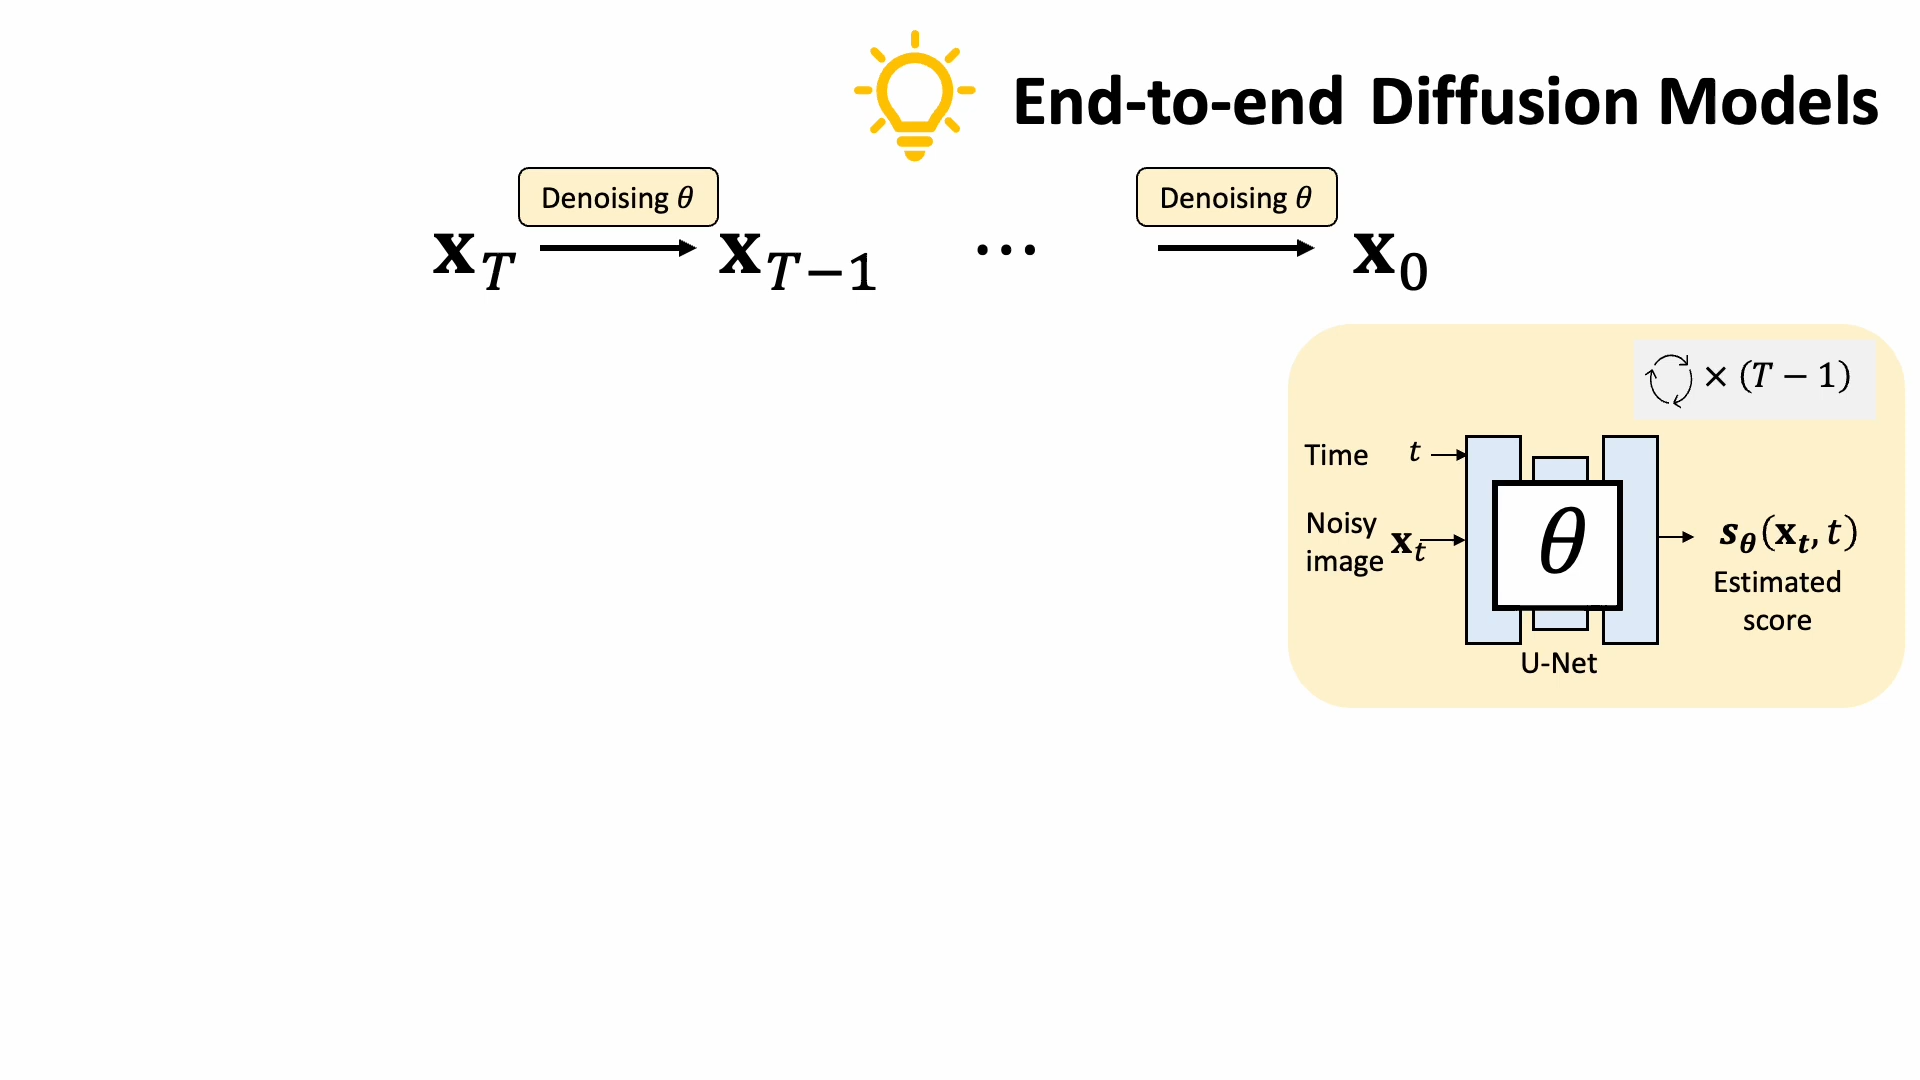 End-to-end Diffusion Models
Denoising θ
Denoising θ
𝐱_T → 𝐱_{T−1} ⋯ → 𝐱_0
× (T − 1)
Time t
Noisy
image 𝐱_t
θ
𝒔_𝜽(𝐱_𝒕, t)
Estimated
score
U-Net